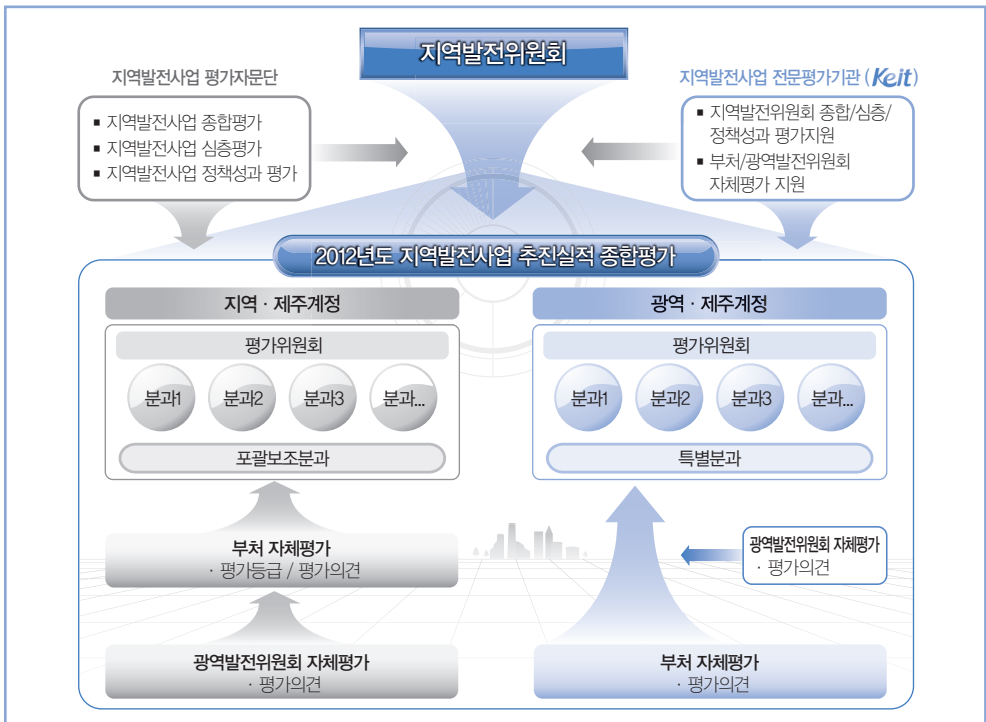 지역발전위원회
지역발전사업 평가자문단
▪ 지역발전사업 종합평가
▪ 지역발전사업 심층평가
▪ 지역발전사업 정책성과 평가
지역발전사업 전문평가기관 (Keit)
▪ 지역발전위원회 종합/심층/
정책성과 평가지원
▪ 부처/광역발전위원회
자체평가 지원
2012년도 지역발전사업 추진실적 종합평가
지역 · 제주계정
평가위원회
분과1 분과2 분과3 분과...
포괄보조분과
부처 자체평가
· 평가등급 / 평가의견
광역발전위원회 자체평가
· 평가의견
광역 · 제주계정
평가위원회
분과1 분과2 분과3 분과...
특별분과
광역발전위원회 자체평가
· 평가의견
부처 자체평가
· 평가의견